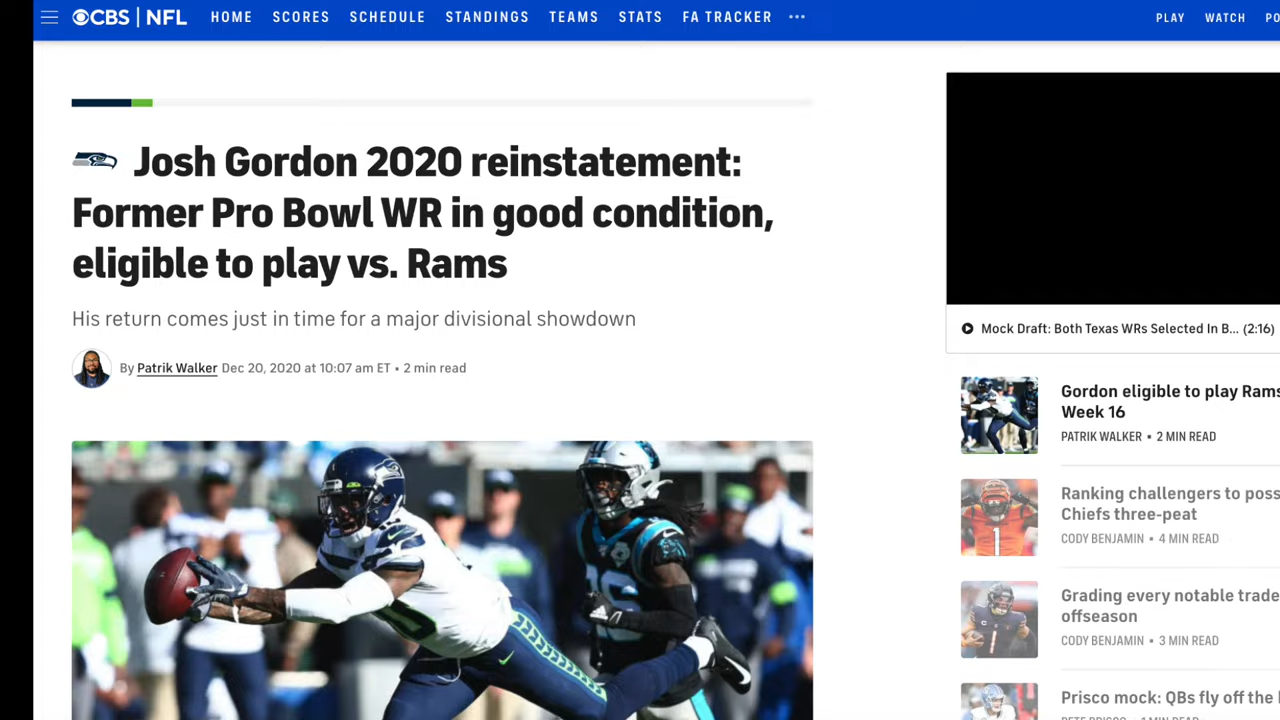 CBS NFL HOME SCORES SCHEDULE STANDINGS TEAMS STATS FA TRACKER ••• PLAY WATCH
Josh Gordon 2020 reinstatement:
Former Pro Bowl WR in good condition,
eligible to play vs. Rams
His return comes just in time for a major divisional showdown
By Patrik Walker Dec 20, 2020 at 10:07 am ET • 2 min read
Mock Draft: Both Texas WRs Selected In B... (2:16)
Gordon eligible to play Rams
Week 16
PATRIK WALKER • 2 MIN READ
Ranking challengers to poss
Chiefs three-peat
CODY BENJAMIN • 4 MIN READ
Grading every notable trade
offseason
CODY BENJAMIN • 3 MIN READ
Prisco mock: QBs fly off the